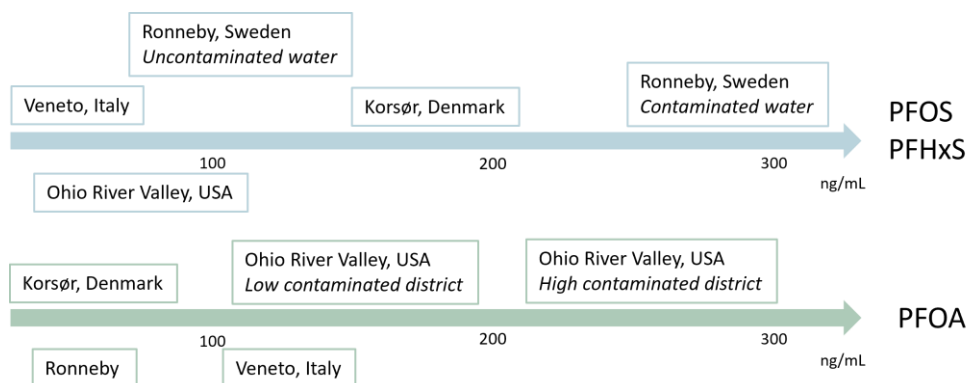 Ronneby, Sweden
Uncontaminated water
Ronneby, Sweden
Contaminated water
Veneto, Italy
Korsør, Denmark
PFOS
PFHxS
100
200
300
ng/mL
Ohio River Valley, USA
Ohio River Valley, USA
Low contaminated district
Ohio River Valley, USA
High contaminated district
Korsør, Denmark
PFOA
100
200
300
ng/mL
Ronneby
Veneto, Italy